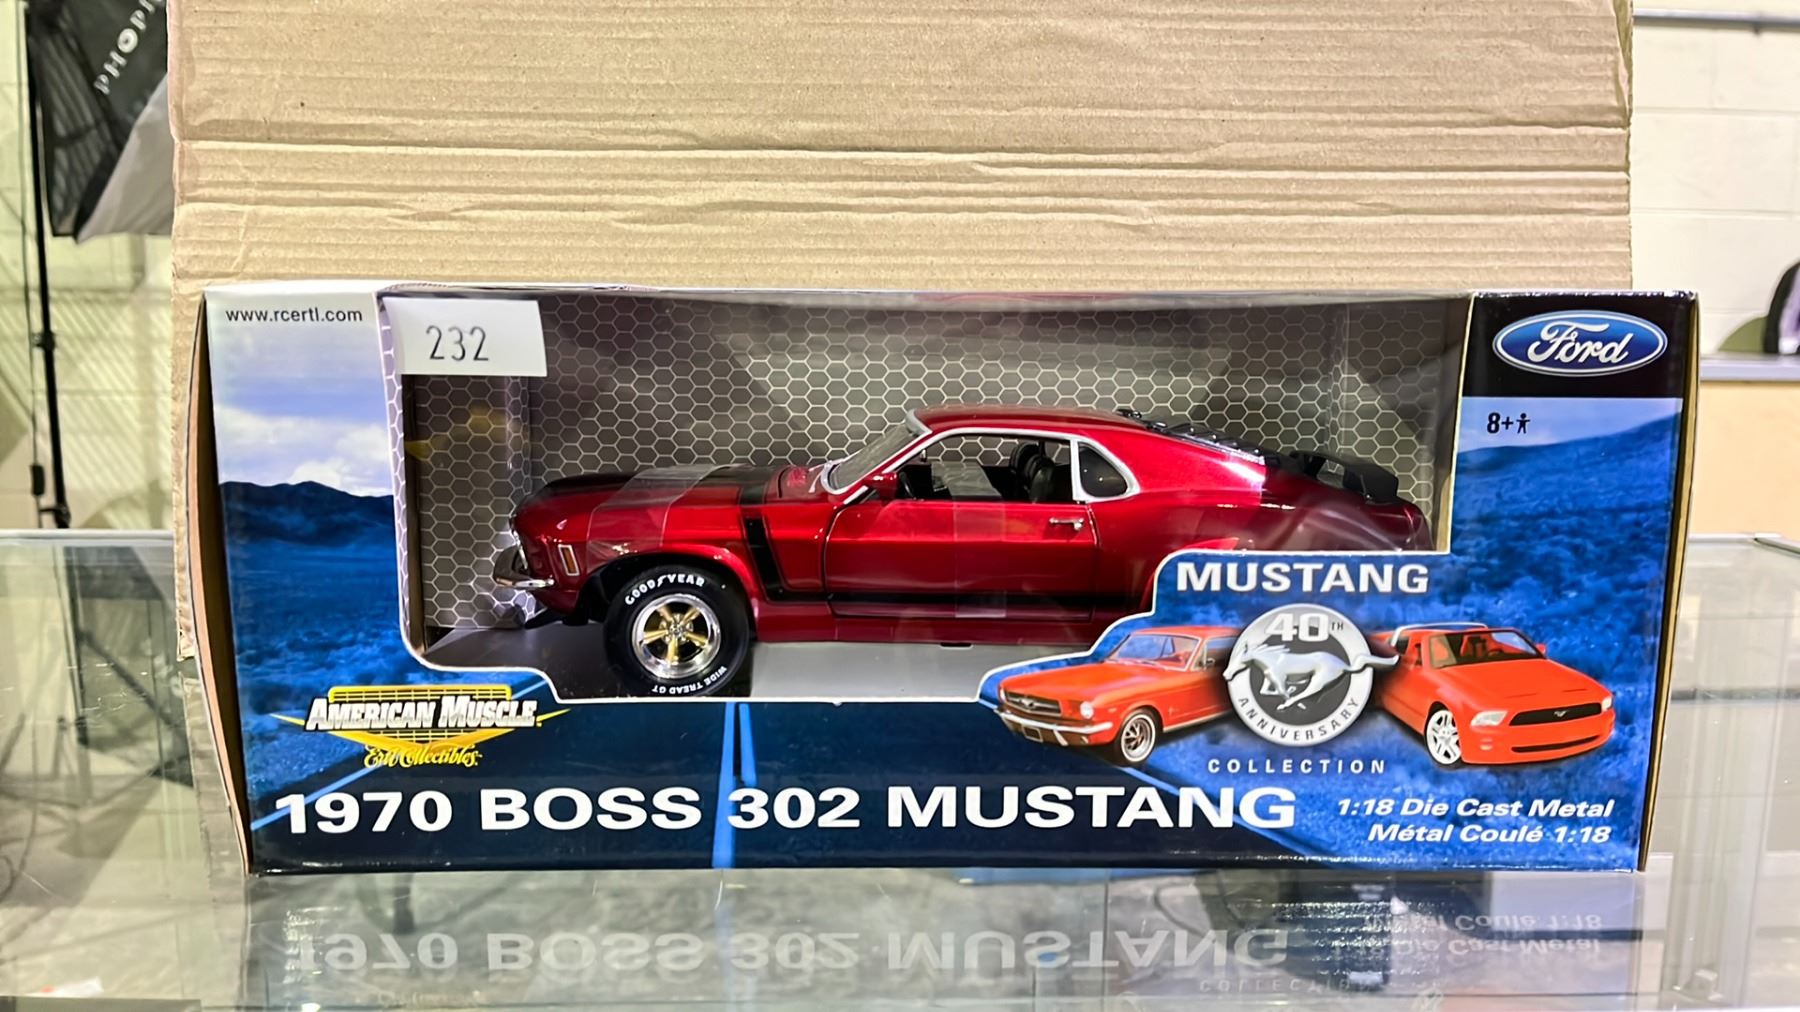 PHOPI
www.rcertl.com
232
Ford
8+
GOODYEAR
WIDE TREAD GT
MUSTANG
40TH
ANNIVERSARY
COLLECTION
AMERICAN MUSCLE
Ertl Collectibles
1970 BOSS 302 MUSTANG
1:18 Die Cast Metal
Métal Coulé 1:18